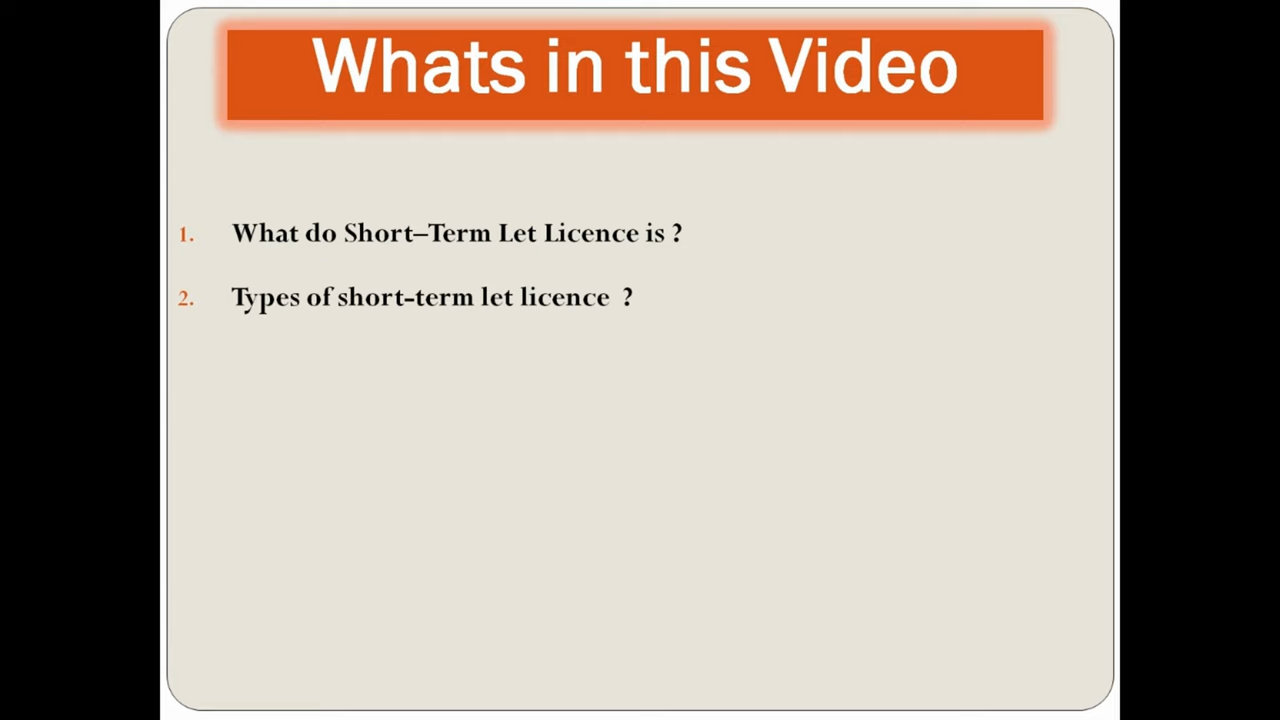 Whats in this Video
1. What do Short–Term Let Licence is ?
2. Types of short-term let licence ?